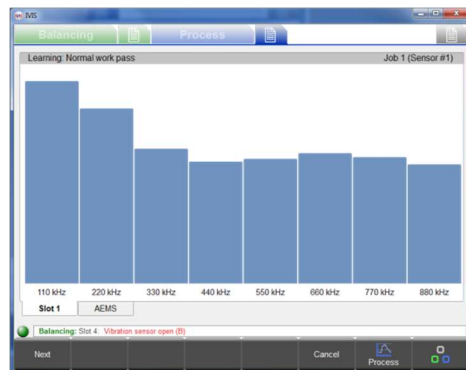 IMIS
Balancing
Process
Learning: Normal work pass Job 1 (Sensor #1)
110 kHz 220 kHz 330 kHz 440 kHz 550 kHz 660 kHz 770 kHz 880 kHz
Slot 1 AEMS
Balancing: Slot 4: Vibration sensor open (B)
Next Cancel Process